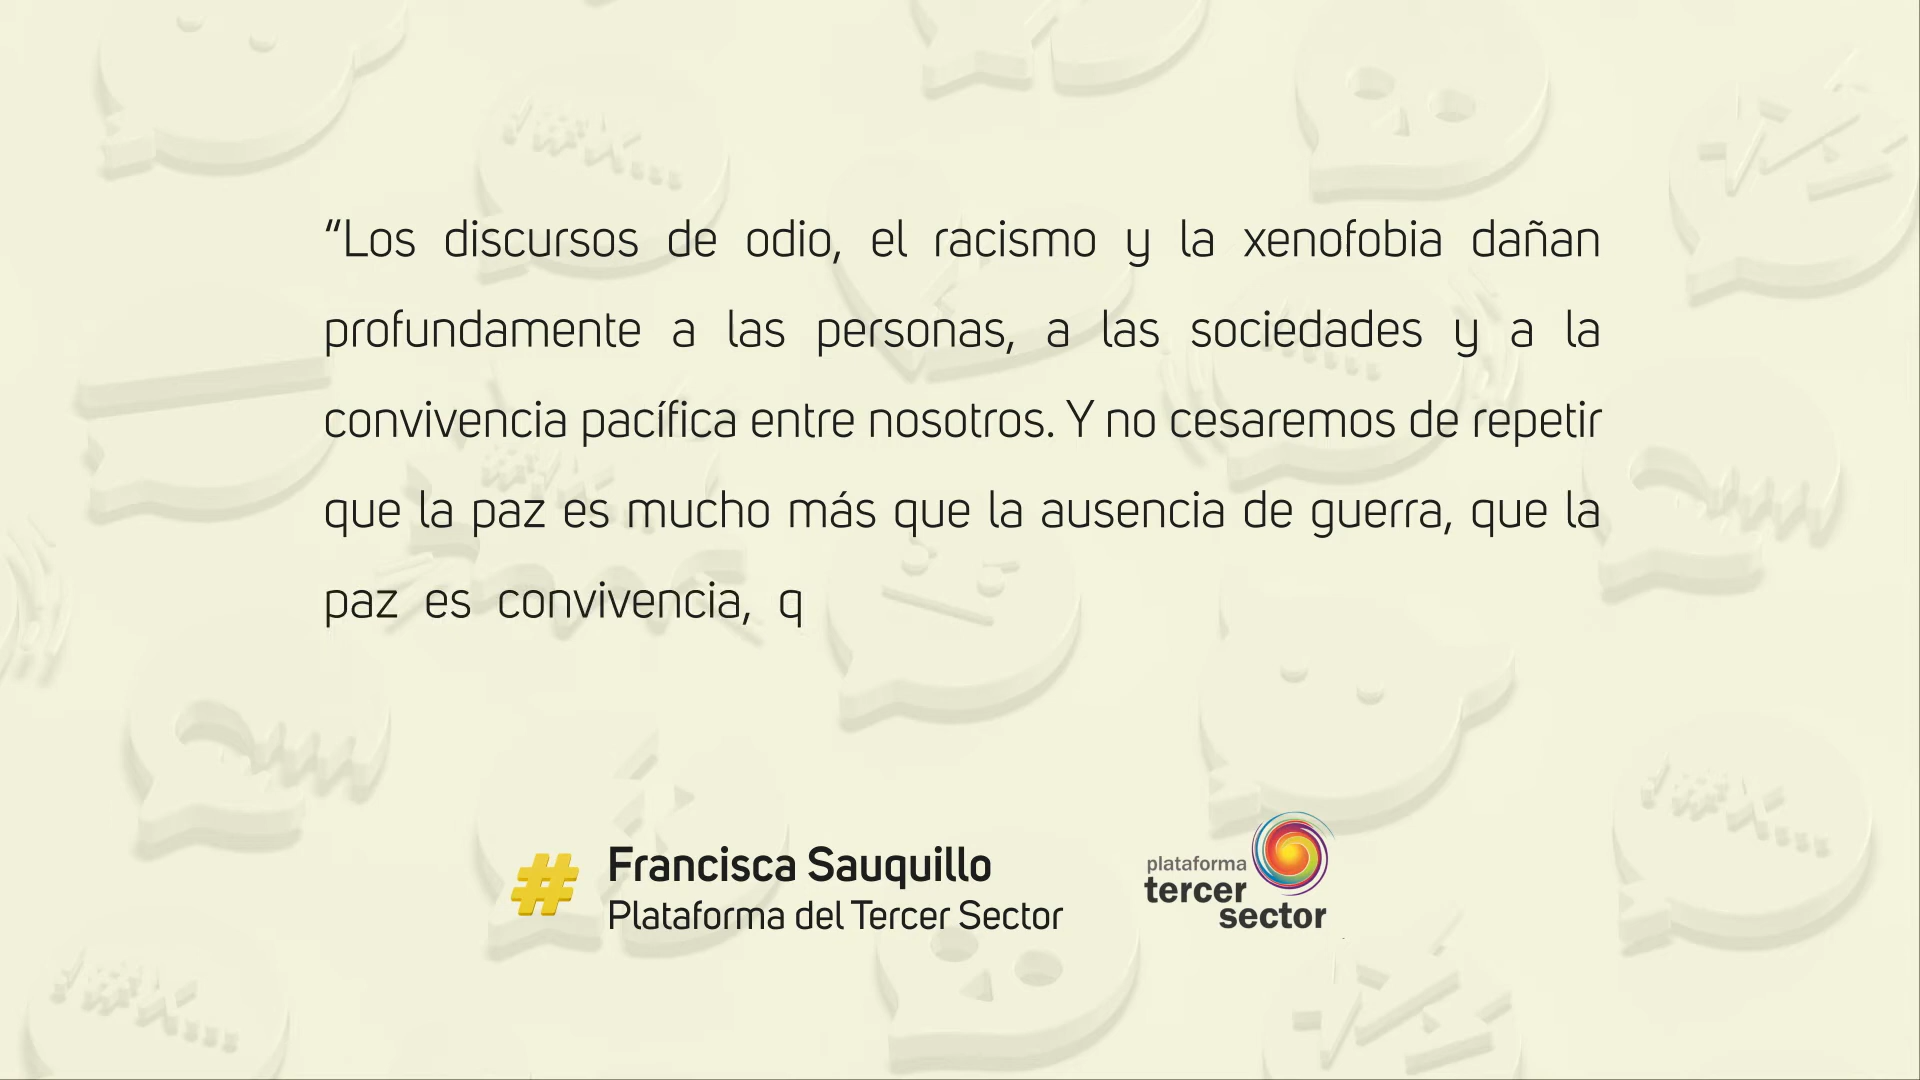 “Los discursos de odio, el racismo y la xenofobia dañan
profundamente a las personas, a las sociedades y a la
convivencia pacífica entre nosotros. Y no cesaremos de repetir
que la paz es mucho más que la ausencia de guerra, que la
paz es convivencia, q
# Francisca Sauquillo
Plataforma del Tercer Sector
plataforma
tercer
sector